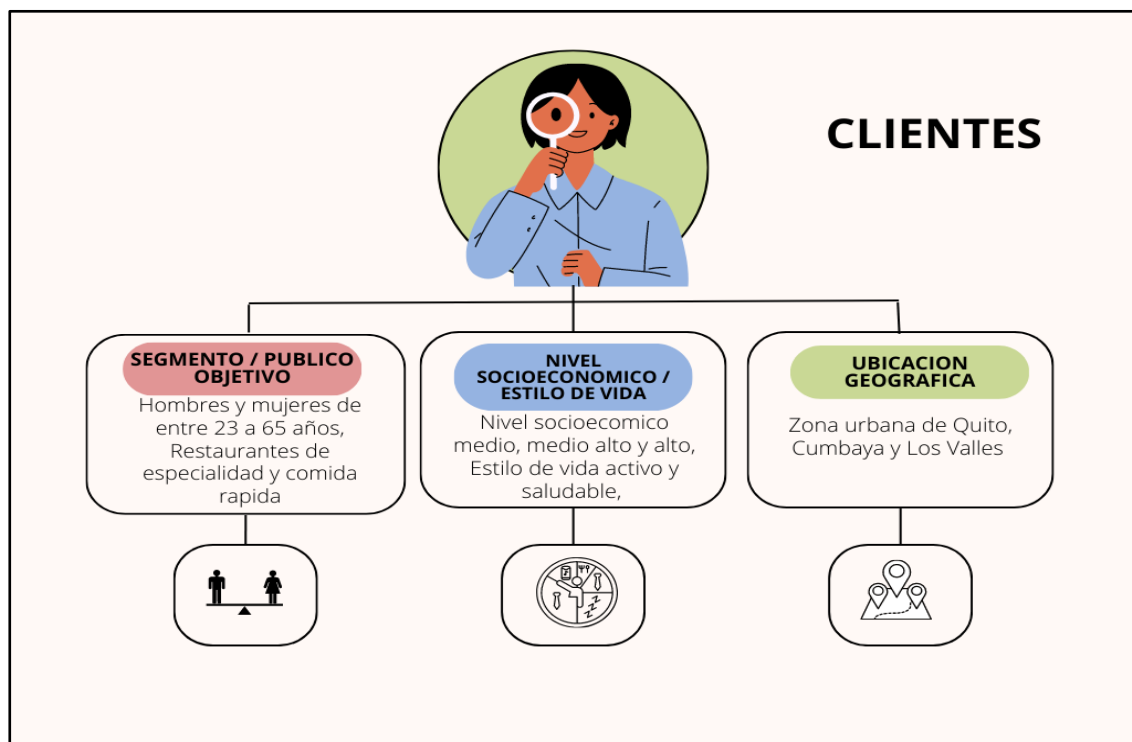 CLIENTES
SEGMENTO / PUBLICO
OBJETIVO
Hombres y mujeres de
entre 23 a 65 años,
Restaurantes de
especialidad y comida
rapida
NIVEL
SOCIOECONOMICO /
ESTILO DE VIDA
Nivel socioecomico
medio, medio alto y alto,
Estilo de vida activo y
saludable,
UBICACION
GEOGRAFICA
Zona urbana de Quito,
Cumbaya y Los Valles